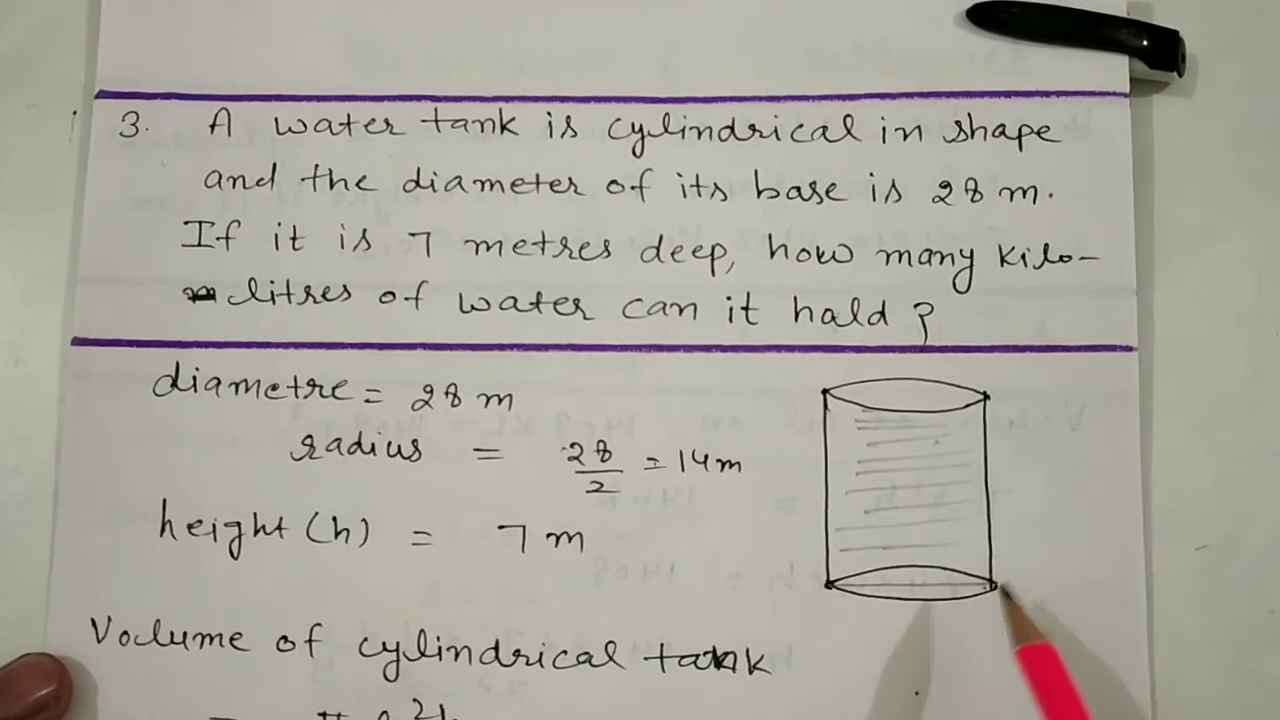 3. A water tank is cylindrical in shape
and the diameter of its base is 28 m.
If it is 7 metres deep, how many kilo-
litres of water can it hald ?
diametre = 28 m
radius = 28/2 = 14 m
height (h) = 7 m
Volume of cylindrical tank